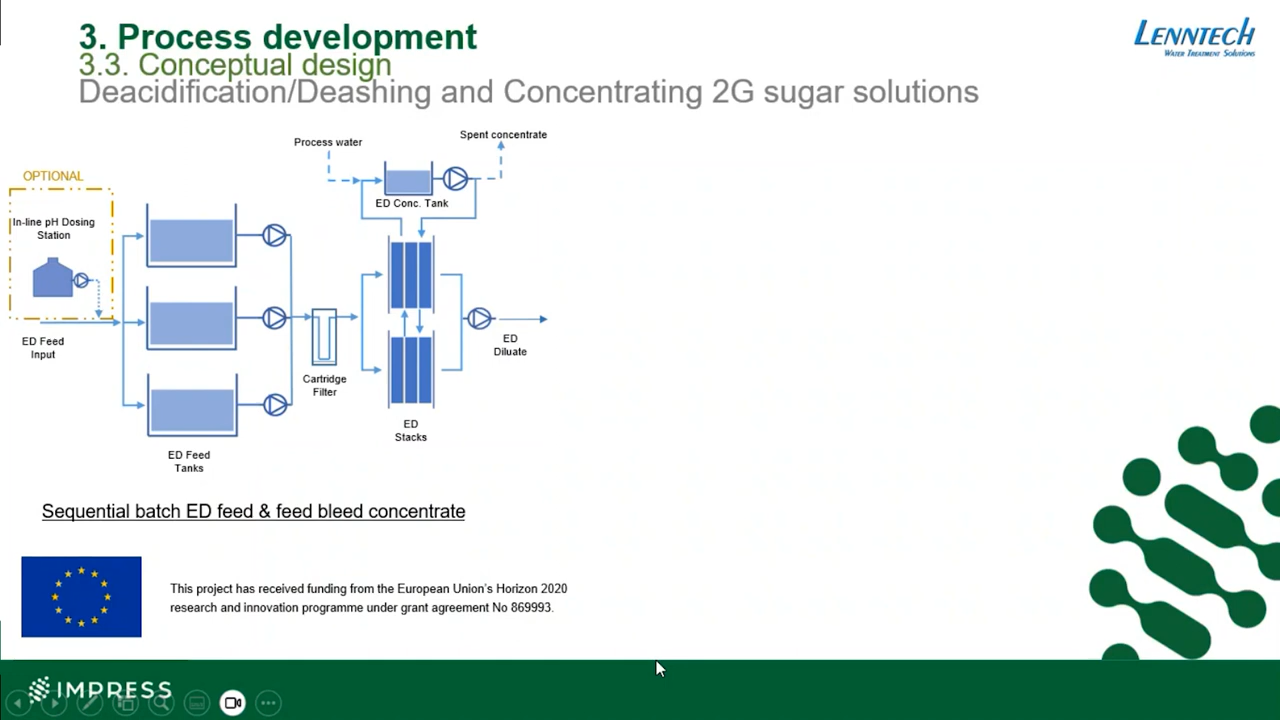 3. Process development
3.3. Conceptual design
Deacidification/Deashing and Concentrating 2G sugar solutions
LENNTECH
WATER TREATMENT SOLUTIONS
Process water
Spent concentrate
OPTIONAL
In-line pH Dosing
Station
ED Conc. Tank
ED Feed
Input
ED
Diluate
Cartridge
Filter
ED
Stacks
ED Feed
Tanks
Sequential batch ED feed & feed bleed concentrate
This project has received funding from the European Union's Horizon 2020
research and innovation programme under grant agreement No 869993.
IMPRESS